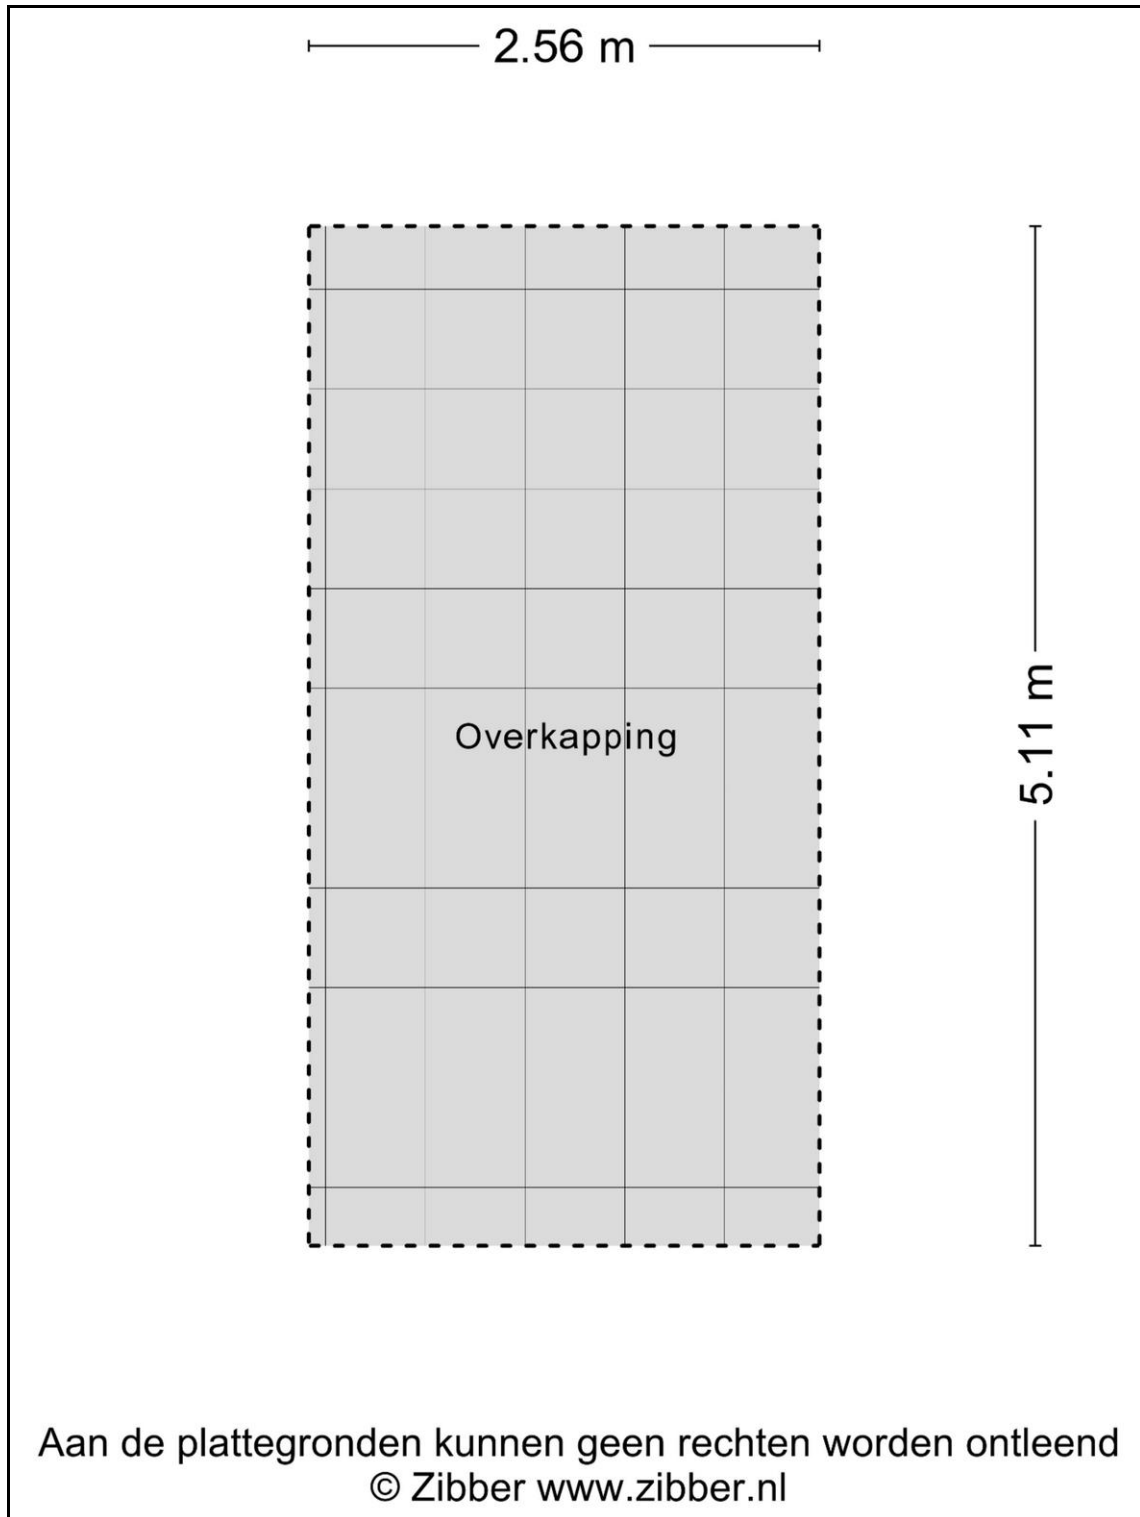 2.56 m
5.11 m
Overkapping
Aan de plattegronden kunnen geen rechten worden ontleend
© Zibber www.zibber.nl